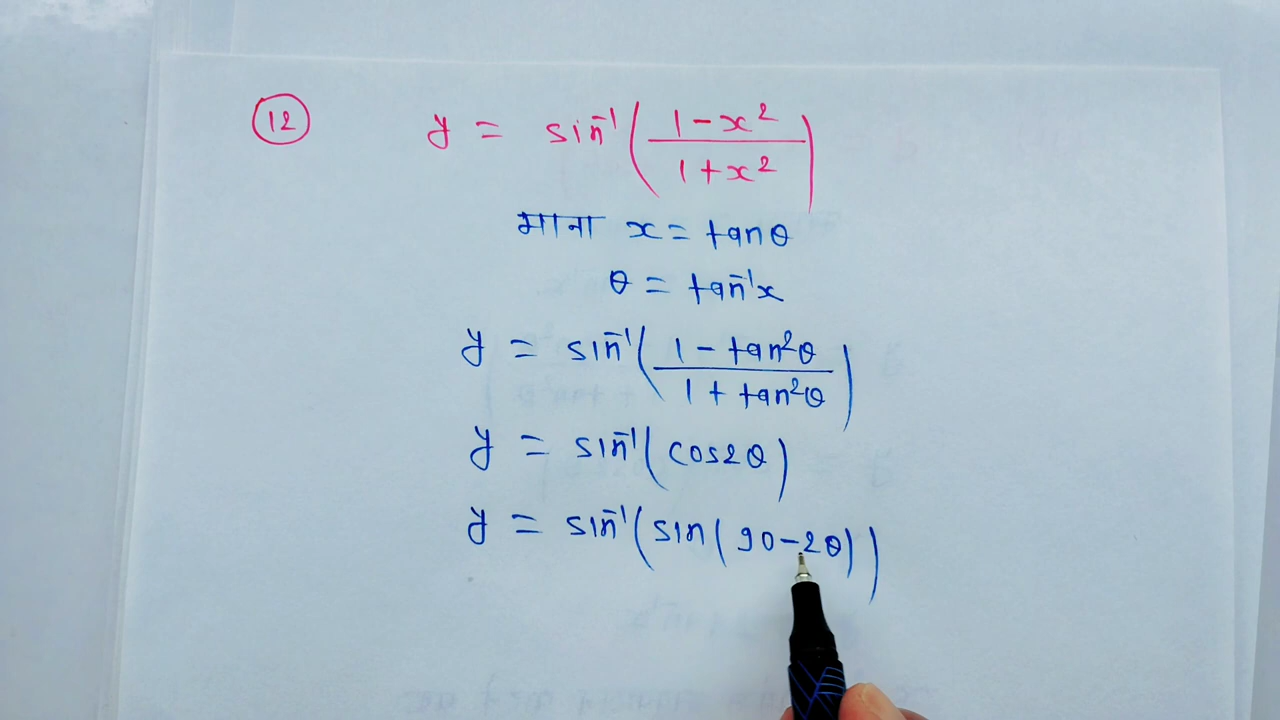 12 y = sin⁻¹(1-x²/1+x²)
माना x = tanθ
θ = tan⁻¹x
y = sin⁻¹(1-tan²θ/1+tan²θ)
y = sin⁻¹(cos2θ)
y = sin⁻¹(sin(90-2θ))